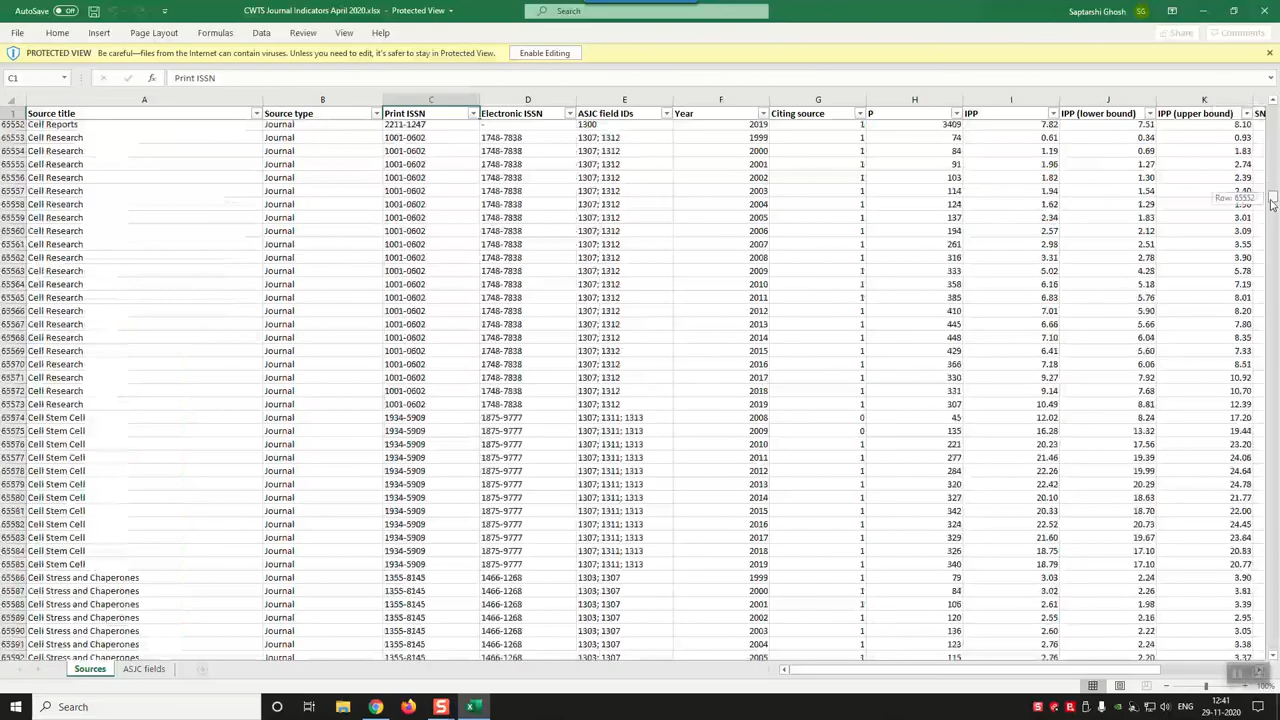 AutoSave Off CWTS Journal Indicators April 2020.xlsx - Protected View Search Saptarshi Ghosh SG
File Home Insert Page Layout Formulas Data Review View Help Share Comments
PROTECTED VIEW Be careful—files from the Internet can contain viruses. Unless you need to edit, it's safer to stay in Protected View. Enable Editing
C1 fx Print ISSN
A B C D E F G H I J K
1 Source title Source type Print ISSN Electronic ISSN ASJC field IDs Year Citing source P IPP IPP (lower bound) IPP (upper bound) SN
65552 Cell Reports Journal 2211-1247 - 1300 2019 1 3409 7.82 7.51 8.10
65553 Cell Research Journal 1001-0602 1748-7838 1307; 1312 1999 1 74 0.61 0.34 0.93
65554 Cell Research Journal 1001-0602 1748-7838 1307; 1312 2000 1 84 1.19 0.69 1.83
65555 Cell Research Journal 1001-0602 1748-7838 1307; 1312 2001 1 91 1.96 1.27 2.74
65556 Cell Research Journal 1001-0602 1748-7838 1307; 1312 2002 1 103 1.82 1.30 2.39
65557 Cell Research Journal 1001-0602 1748-7838 1307; 1312 2003 1 114 1.94 1.54
65558 Cell Research Journal 1001-0602 1748-7838 1307; 1312 2004 1 124 1.62 1.29 Row: 65552
65559 Cell Research Journal 1001-0602 1748-7838 1307; 1312 2005 1 137 2.34 1.83 3.01
65560 Cell Research Journal 1001-0602 1748-7838 1307; 1312 2006 1 194 2.57 2.12 3.09
65561 Cell Research Journal 1001-0602 1748-7838 1307; 1312 2007 1 261 2.98 2.51 3.55
65562 Cell Research Journal 1001-0602 1748-7838 1307; 1312 2008 1 316 3.31 2.78 3.90
65563 Cell Research Journal 1001-0602 1748-7838 1307; 1312 2009 1 333 5.02 4.28 5.78
65564 Cell Research Journal 1001-0602 1748-7838 1307; 1312 2010 1 358 6.16 5.18 7.19
65565 Cell Research Journal 1001-0602 1748-7838 1307; 1312 2011 1 385 6.83 5.76 8.01
65566 Cell Research Journal 1001-0602 1748-7838 1307; 1312 2012 1 410 7.01 5.90 8.20
65567 Cell Research Journal 1001-0602 1748-7838 1307; 1312 2013 1 445 6.66 5.66 7.80
65568 Cell Research Journal 1001-0602 1748-7838 1307; 1312 2014 1 448 7.10 6.04 8.35
65569 Cell Research Journal 1001-0602 1748-7838 1307; 1312 2015 1 429 6.41 5.60 7.33
65570 Cell Research Journal 1001-0602 1748-7838 1307; 1312 2016 1 366 7.18 6.06 8.51
65571 Cell Research Journal 1001-0602 1748-7838 1307; 1312 2017 1 330 9.27 7.92 10.92
65572 Cell Research Journal 1001-0602 1748-7838 1307; 1312 2018 1 331 9.14 7.68 10.70
65573 Cell Research Journal 1001-0602 1748-7838 1307; 1312 2019 1 307 10.49 8.81 12.39
65574 Cell Stem Cell Journal 1934-5909 1875-9777 1307; 1311; 1313 2008 0 45 12.02 8.24 17.20
65575 Cell Stem Cell Journal 1934-5909 1875-9777 1307; 1311; 1313 2009 0 135 16.28 13.32 19.44
65576 Cell Stem Cell Journal 1934-5909 1875-9777 1307; 1311; 1313 2010 1 221 20.23 17.56 23.20
65577 Cell Stem Cell Journal 1934-5909 1875-9777 1307; 1311; 1313 2011 1 277 21.46 19.39 24.06
65578 Cell Stem Cell Journal 1934-5909 1875-9777 1307; 1311; 1313 2012 1 284 22.26 19.99 24.64
65579 Cell Stem Cell Journal 1934-5909 1875-9777 1307; 1311; 1313 2013 1 320 22.42 20.29 24.78
65580 Cell Stem Cell Journal 1934-5909 1875-9777 1307; 1311; 1313 2014 1 327 20.10 18.63 21.77
65581 Cell Stem Cell Journal 1934-5909 1875-9777 1307; 1311; 1313 2015 1 342 20.33 18.70 22.00
65582 Cell Stem Cell Journal 1934-5909 1875-9777 1307; 1311; 1313 2016 1 324 22.52 20.73 24.45
65583 Cell Stem Cell Journal 1934-5909 1875-9777 1307; 1311; 1313 2017 1 329 21.60 19.67 23.64
65584 Cell Stem Cell Journal 1934-5909 1875-9777 1307; 1311; 1313 2018 1 326 18.75 17.10 20.83
65585 Cell Stem Cell Journal 1934-5909 1875-9777 1307; 1311; 1313 2019 1 340 18.79 17.10 20.77
65586 Cell Stress and Chaperones Journal 1355-8145 1466-1268 1303; 1307 1999 1 79 3.03 2.24 3.90
65587 Cell Stress and Chaperones Journal 1355-8145 1466-1268 1303; 1307 2000 1 84 3.02 2.26 3.81
65588 Cell Stress and Chaperones Journal 1355-8145 1466-1268 1303; 1307 2001 1 106 2.61 1.98 3.39
65589 Cell Stress and Chaperones Journal 1355-8145 1466-1268 1303; 1307 2002 1 120 2.55 1.89 3.28
65590 Cell Stress and Chaperones Journal 1355-8145 1466-1268 1303; 1307 2003 1 136 2.60 2.22 3.05
65591 Cell Stress and Chaperones Journal 1355-8145 1466-1268 1303; 1307 2004 1 123 2.76 2.24 3.38
65592 Cell Stress and Chaperones Journal 1355-8145 1466-1268 1303; 1307 2005 1 115 2.76 2.20 3.37
Sources ASJC fields
100%
Search ENG 12:41
29-11-2020